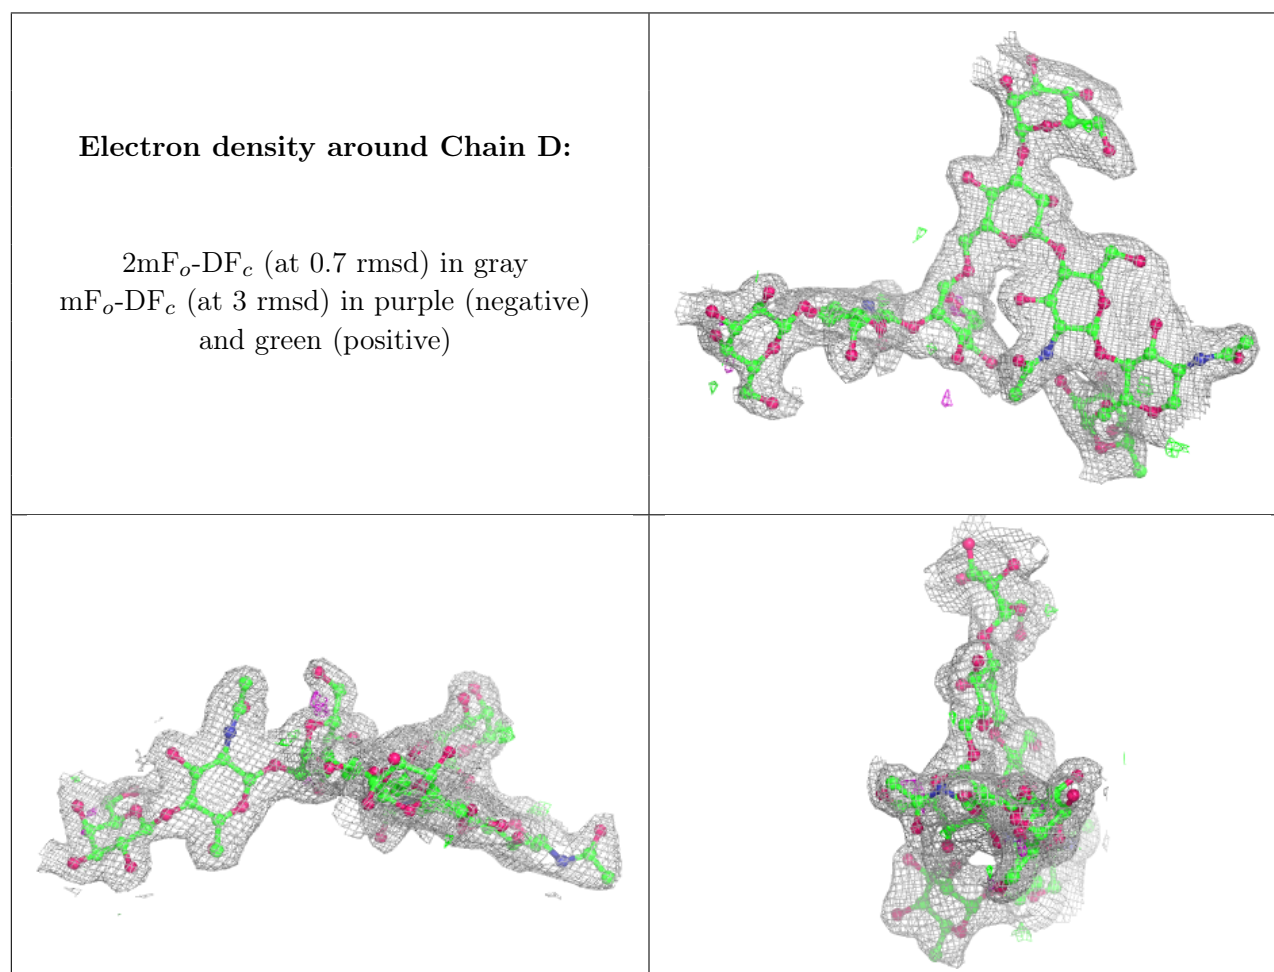 Electron density around Chain D:
2mFo-DFc (at 0.7 rmsd) in gray
mFo-DFc (at 3 rmsd) in purple (negative)
and green (positive)